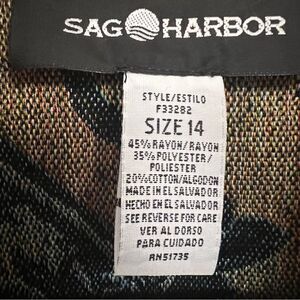 SAG HARBOR
STYLE/ESTILO
F33282
SIZE 14
45% RAYON/RAYON
35% POLYESTER/
POLIESTER
20% COTTON/ALGODON
MADE IN EL SALVADOR
HECHO EN EL SALVADOR
SEE REVERSE FOR CARE
VER AL DORSO
PARA CUIDADO
RN51735